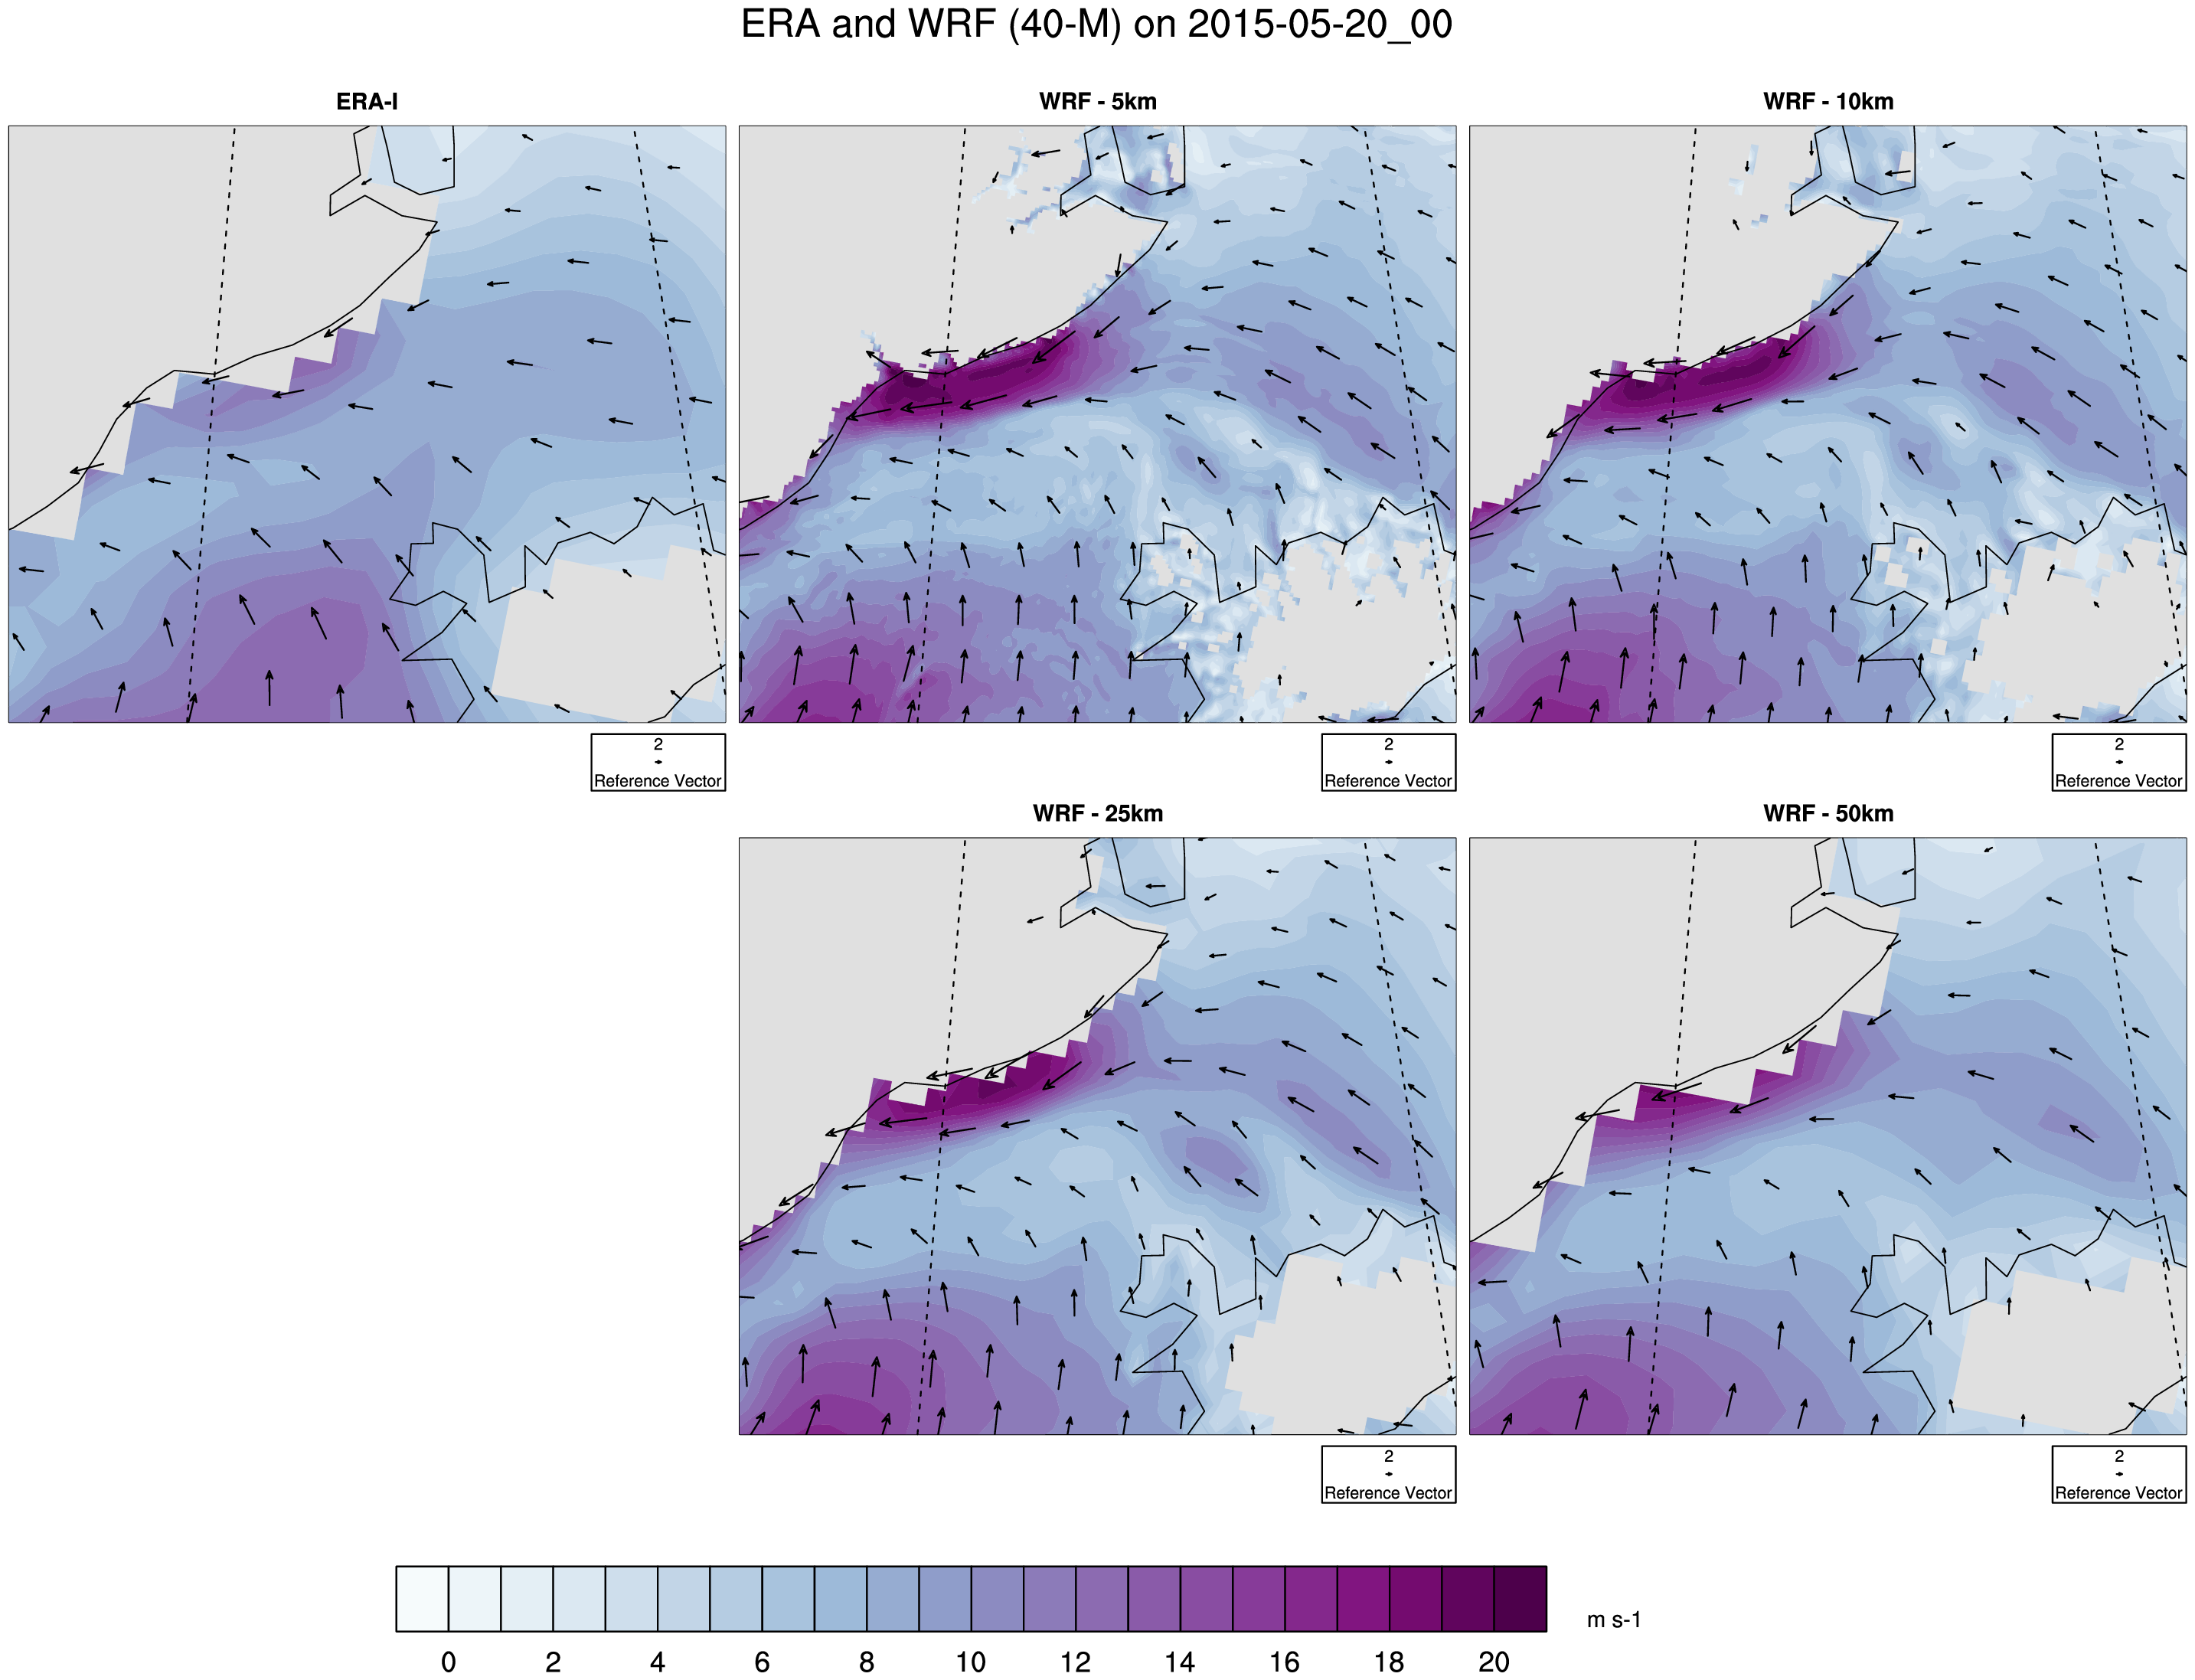 ERA and WRF (40-M) on 2015-05-20_00
ERA-I
WRF - 5km
WRF - 10km
2
Reference Vector
2
Reference Vector
2
Reference Vector
WRF - 25km
WRF - 50km
2
Reference Vector
2
Reference Vector
m s-1
0 2 4 6 8 10 12 14 16 18 20